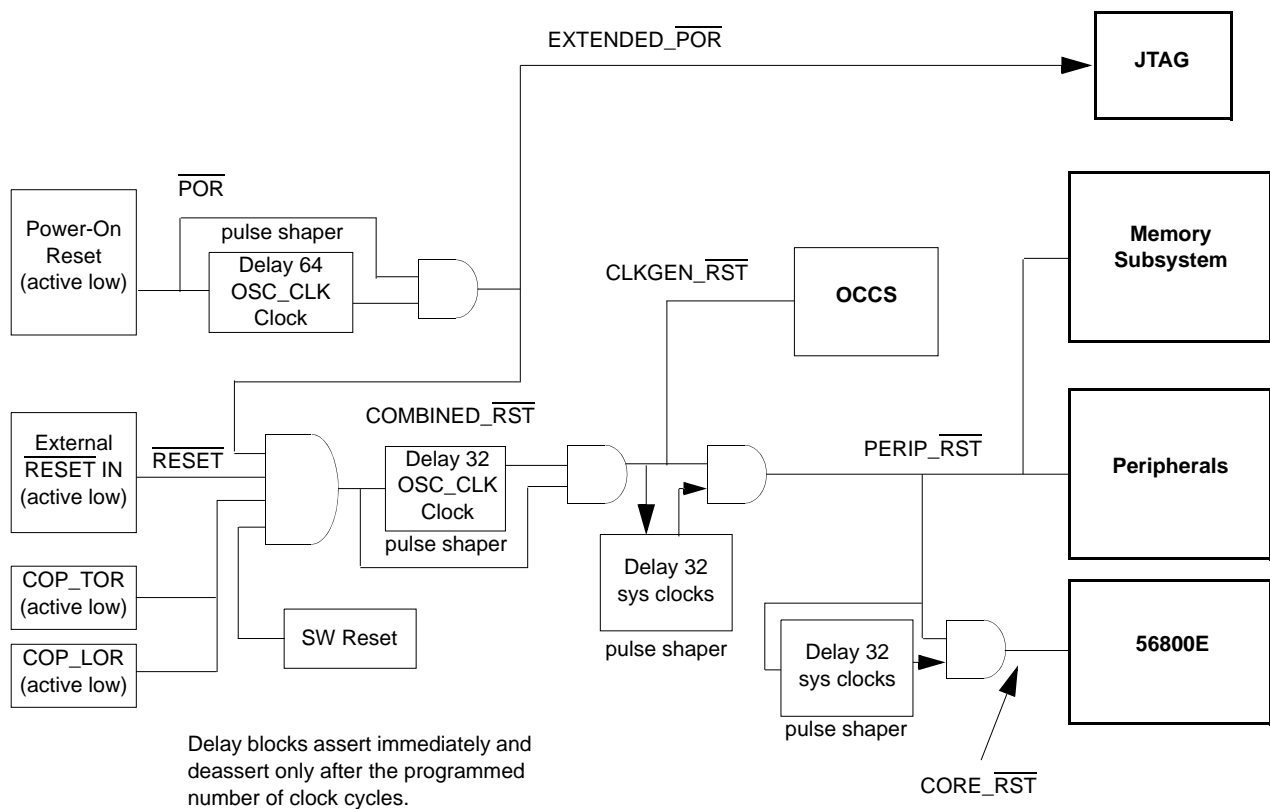 EXTENDED_POR
JTAG
POR
Power-On
Reset
(active low)
pulse shaper
Delay 64
OSC_CLK
Clock
Memory
Subsystem
CLKGEN_RST
OCCS
External
RESET IN
(active low)
RESET
COMBINED_RST
Delay 32
OSC_CLK
Clock
pulse shaper
PERIP_RST
Peripherals
COP_TOR
(active low)
SW Reset
COP_LOR
(active low)
Delay 32
sys clocks
pulse shaper
Delay 32
sys clocks
pulse shaper
56800E
CORE_RST
Delay blocks assert immediately and
deassert only after the programmed
number of clock cycles.